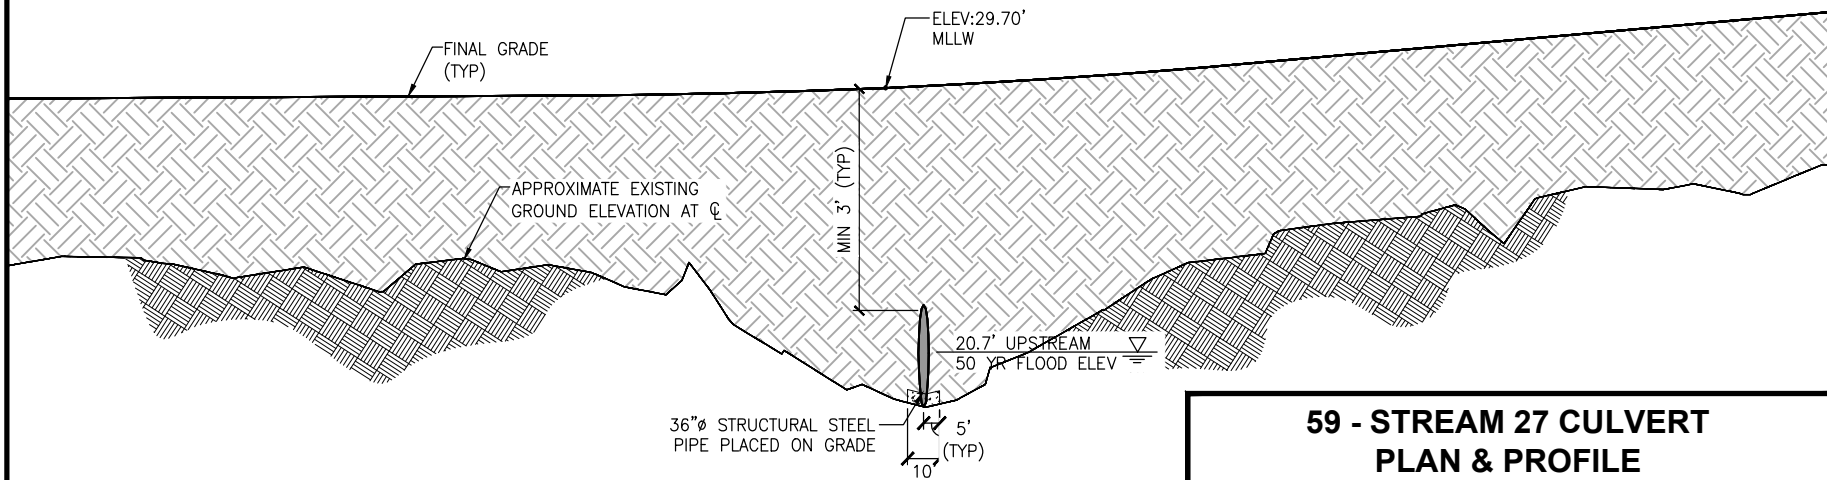 ELEV:29.70'
MLLW
FINAL GRADE
(TYP)
APPROXIMATE EXISTING
GROUND ELEVATION AT ℄
MIN 3' (TYP)
20.7' UPSTREAM
50 YR FLOOD ELEV
36"ø STRUCTURAL STEEL
PIPE PLACED ON GRADE
5'
(TYP)
10'
59 - STREAM 27 CULVERT
PLAN & PROFILE